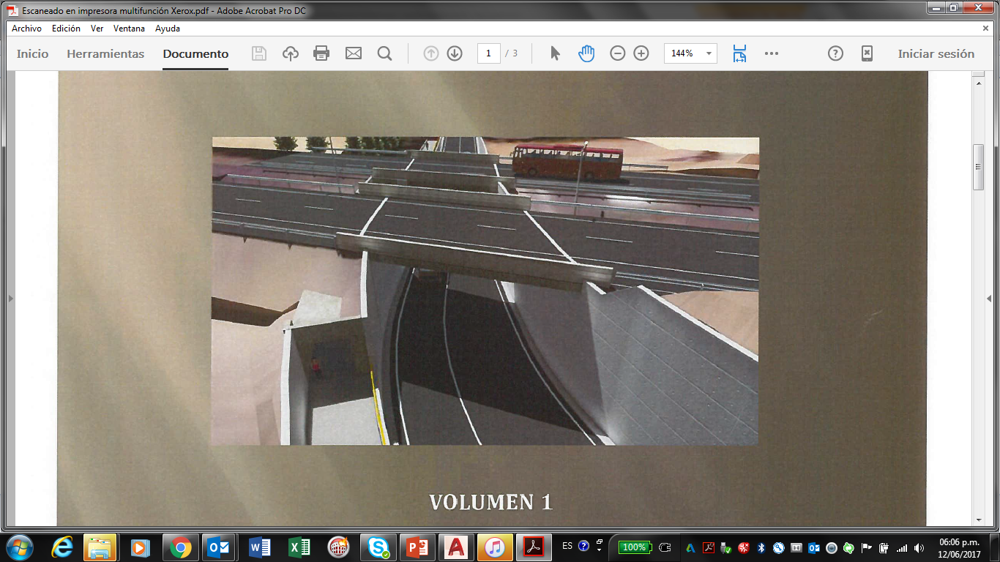 Escaneado en impresora multifunción Xerox.pdf - Adobe Acrobat Pro DC
Archivo Edición Ver Ventana Ayuda
Inicio Herramientas Documento 1 / 3 144% Iniciar sesión
VOLUMEN 1
ES 100% 06:06 p.m.
12/06/2017